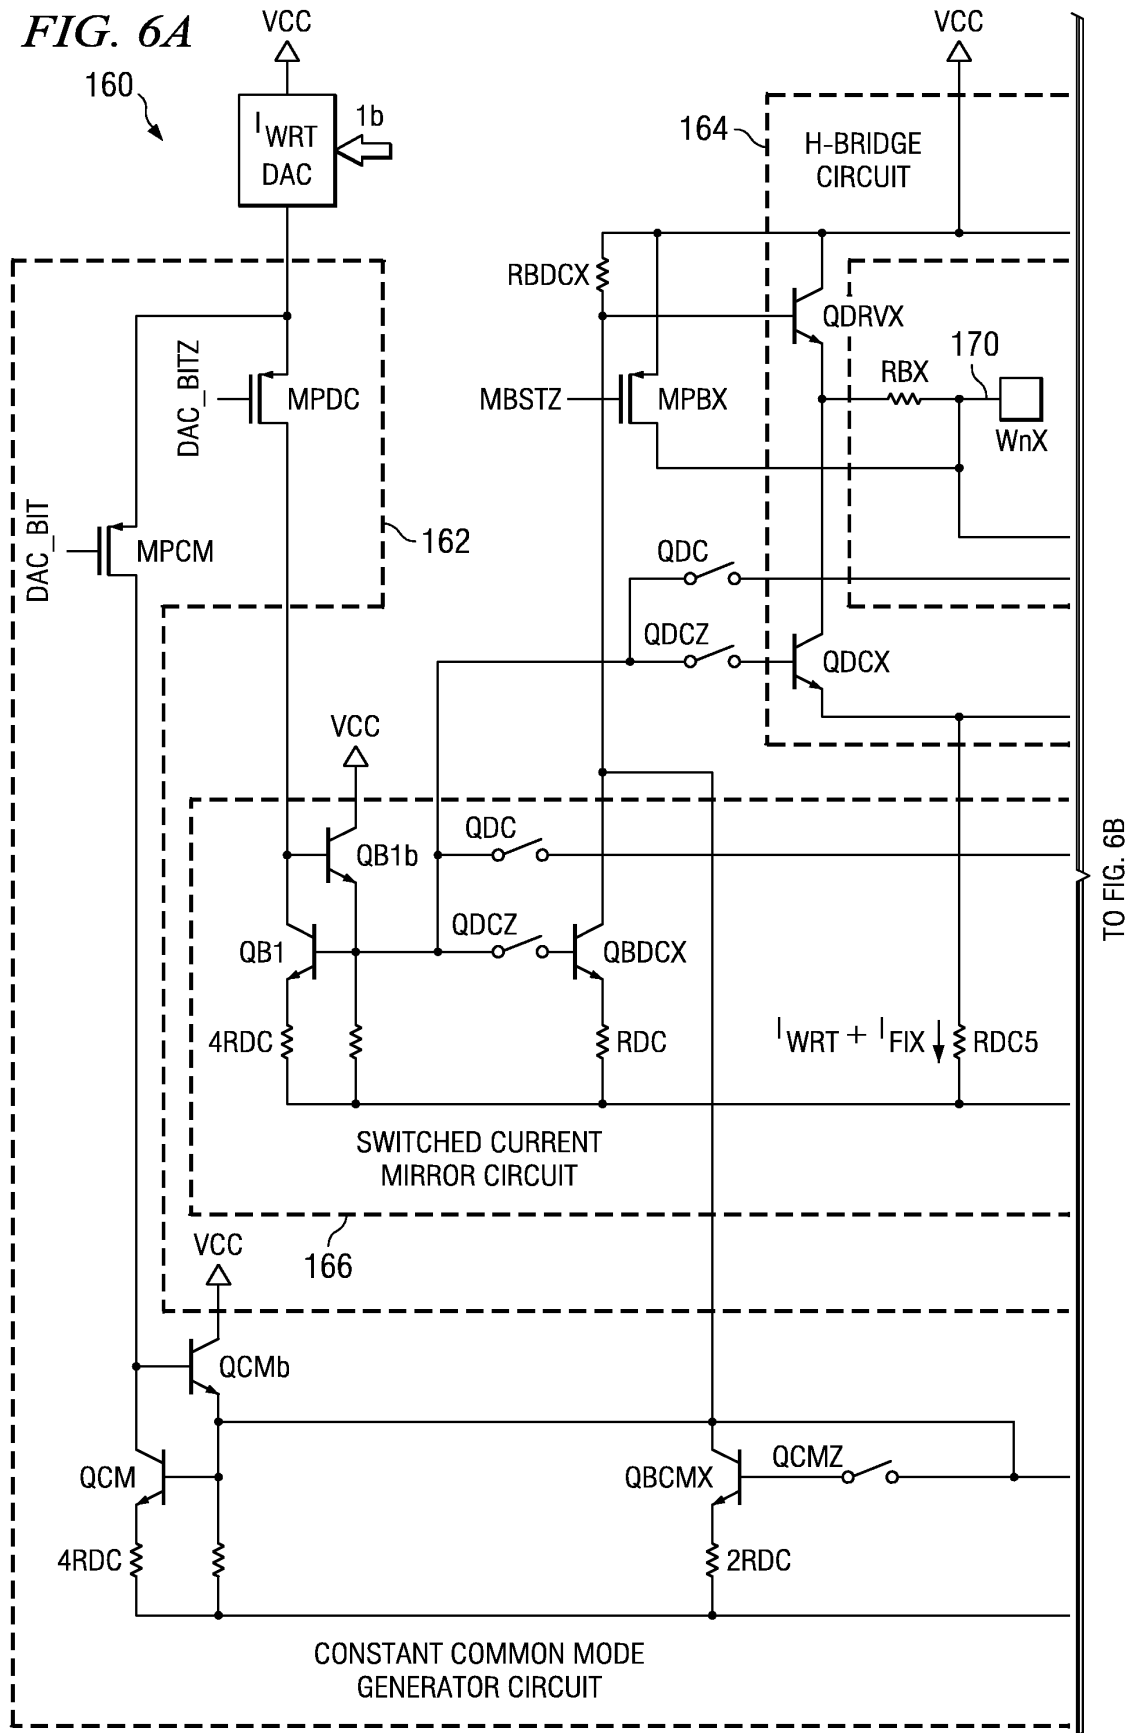 FIG. 6A
VCC
VCC
160
I WRT
DAC
1b
164
H-BRIDGE
CIRCUIT
RBDCX
QDRVX
DAC_BITZ
MPDC
MBSTZ
MPBX
RBX
170
WnX
DAC_BIT
MPCM
162
QDC
QDCZ
QDCX
VCC
QDC
QB1b
TO FIG. 6B
QB1
QDCZ
QBDCX
4RDC
RDC
I WRT + I FIX
RDC5
SWITCHED CURRENT
MIRROR CIRCUIT
VCC
166
QCMb
QCM
QBCMX
QCMZ
4RDC
2RDC
CONSTANT COMMON MODE
GENERATOR CIRCUIT